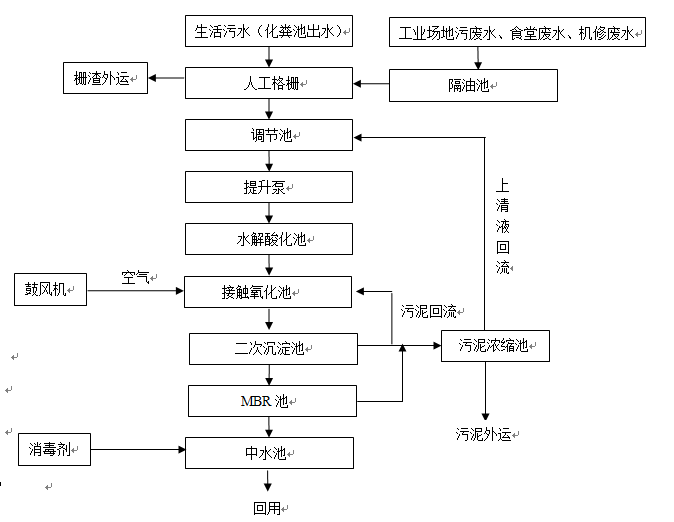 生活污水（化粪池出水）
工业场地污废水、食堂废水、机修废水
栅渣外运
人工格栅
隔油池
调节池
上清液回流
提升泵
水解酸化池
鼓风机
空气
接触氧化池
污泥回流
二次沉淀池
污泥浓缩池
MBR 池
污泥外运
消毒剂
中水池
回用